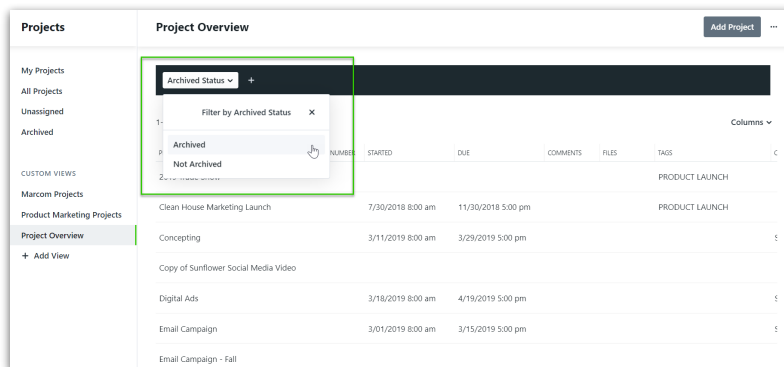 Projects
Project Overview
Add Project
My Projects
All Projects
Unassigned
Archived
CUSTOM VIEWS
Marcom Projects
Product Marketing Projects
Project Overview
+ Add View
Archived Status +
Filter by Archived Status ×
Archived
Not Archived
1-
Columns
P NUMBER STARTED DUE COMMENTS FILES TAGS C
2019 Trade Show PRODUCT LAUNCH
Clean House Marketing Launch 7/30/2018 8:00 am 11/30/2018 5:00 pm PRODUCT LAUNCH
Concepting 3/11/2019 8:00 am 3/29/2019 5:00 pm S
Copy of Sunflower Social Media Video
Digital Ads 3/18/2019 8:00 am 4/19/2019 5:00 pm S
Email Campaign 3/01/2019 8:00 am 3/15/2019 5:00 pm S
Email Campaign - Fall